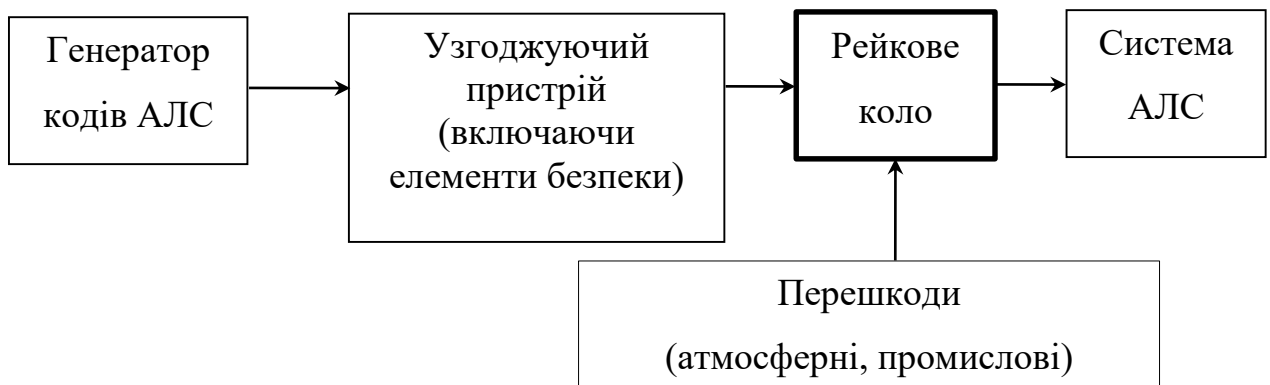 Генератор
кодів АЛС
Узгоджуючий
пристрій
(включаючи
елементи безпеки)
Рейкове
коло
Система
АЛС
Перешкоди
(атмосферні, промислові)